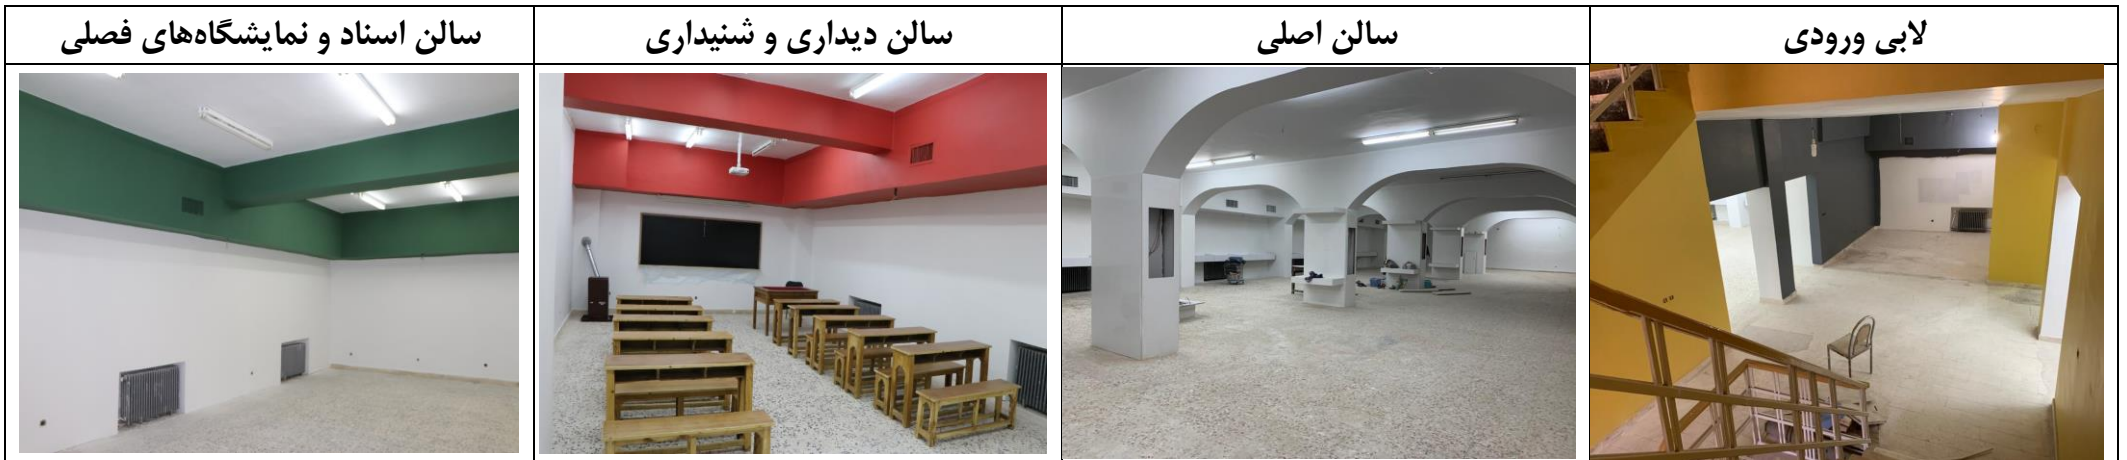 لابی ورودی
سالن اصلی
سالن دیداری و شنیداری
سالن اسناد و نمایشگاه‌های فصلی